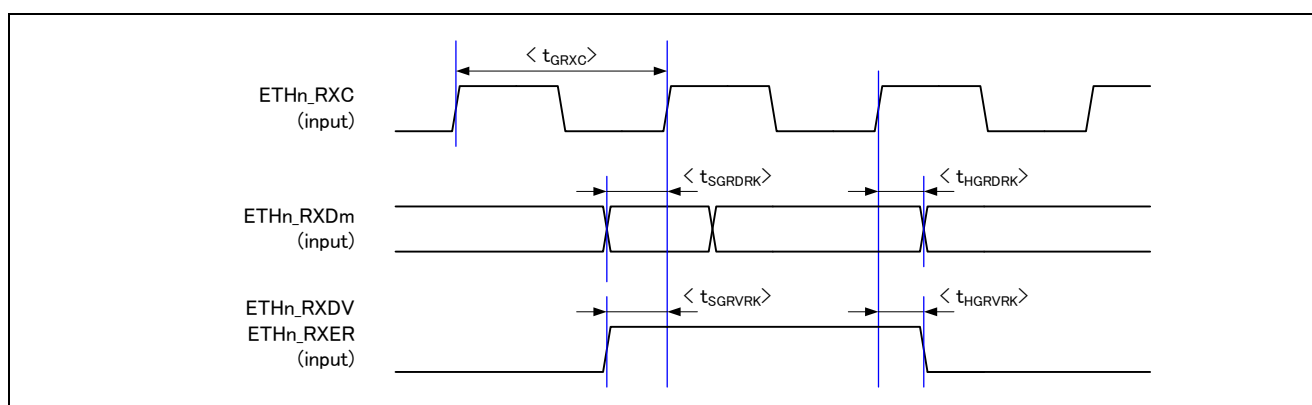 < tGRXC>
ETHn_RXC
(input)
< tSGRDRK>
< tHGRDRK>
ETHn_RXDm
(input)
< tSGRVRK>
< tHGRVRK>
ETHn_RXDV
ETHn_RXER
(input)